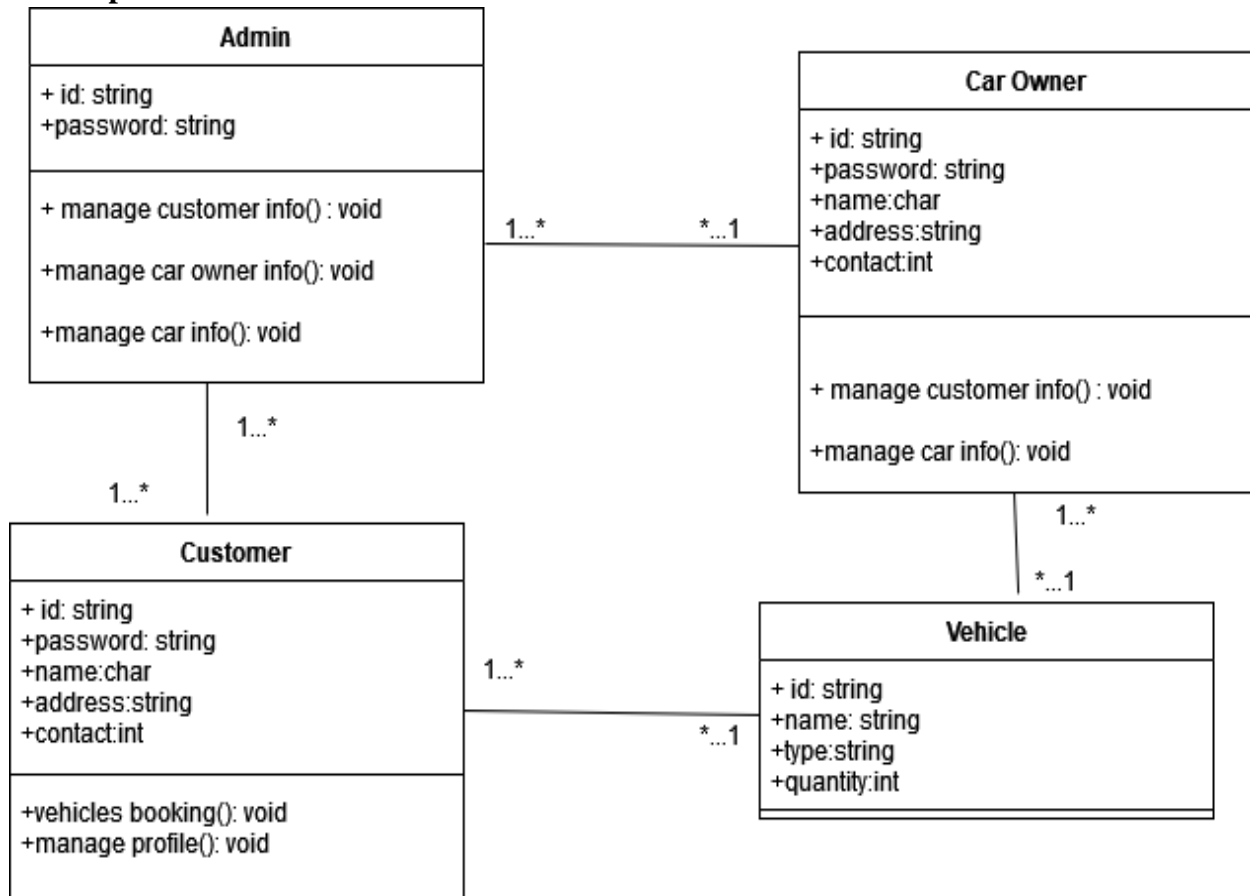 Admin
+ id: string
+password: string
+ manage customer info() : void
+manage car owner info(): void
+manage car info(): void
1...*
*...1
Car Owner
+ id: string
+password: string
+name:char
+address:string
+contact:int
+ manage customer info() : void
+manage car info(): void
1...*
1...*
1...*
*...1
Customer
+ id: string
+password: string
+name:char
+address:string
+contact:int
+vehicles booking(): void
+manage profile(): void
1...*
*...1
Vehicle
+ id: string
+name: string
+type:string
+quantity:int